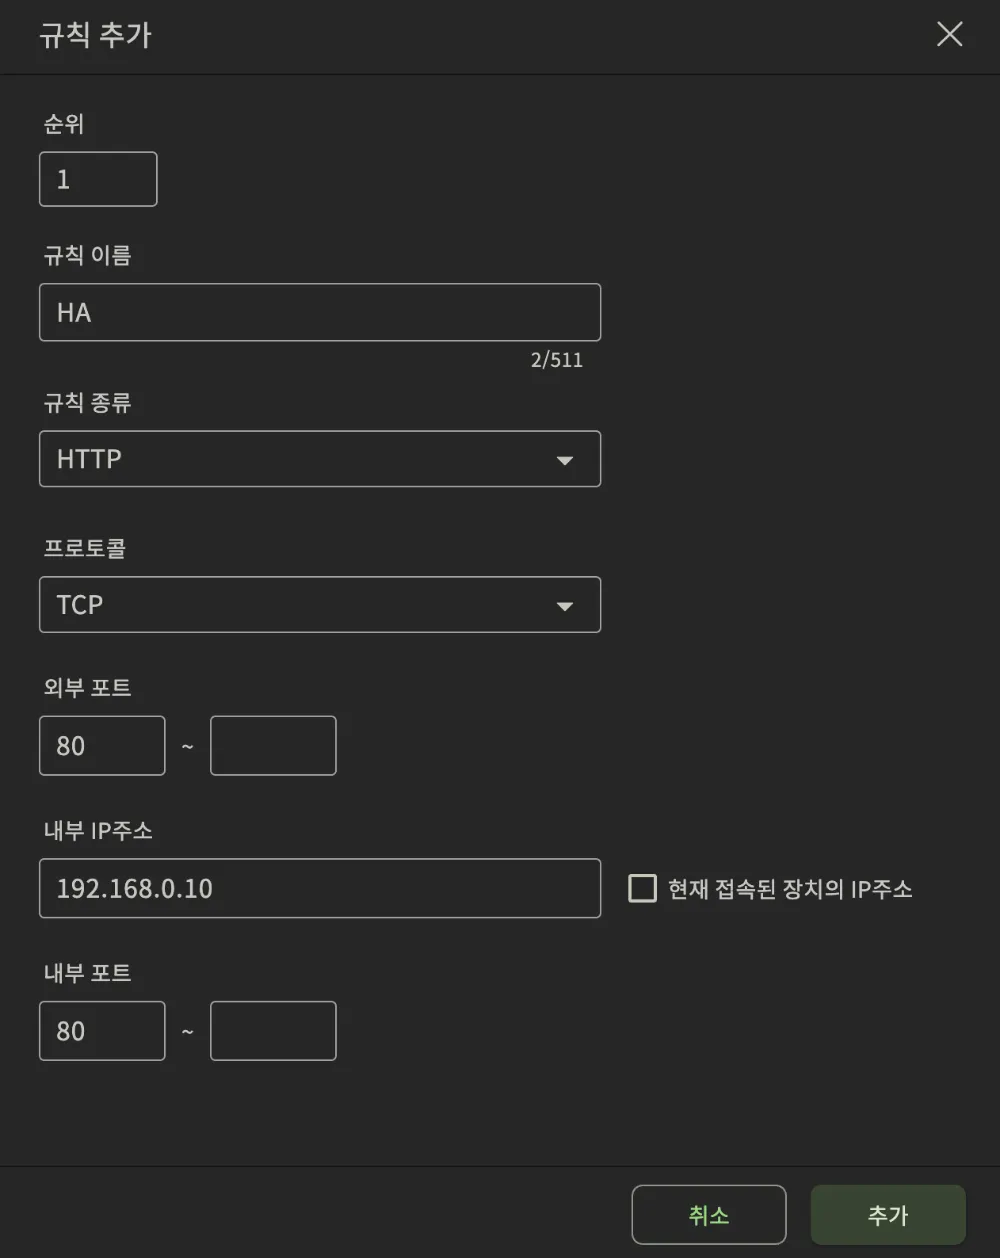 규칙 추가
순위
1
규칙 이름
HA
2/511
규칙 종류
HTTP
프로토콜
TCP
외부 포트
80 ~
내부 IP주소
192.168.0.10 현재 접속된 장치의 IP주소
내부 포트
80 ~
취소 추가